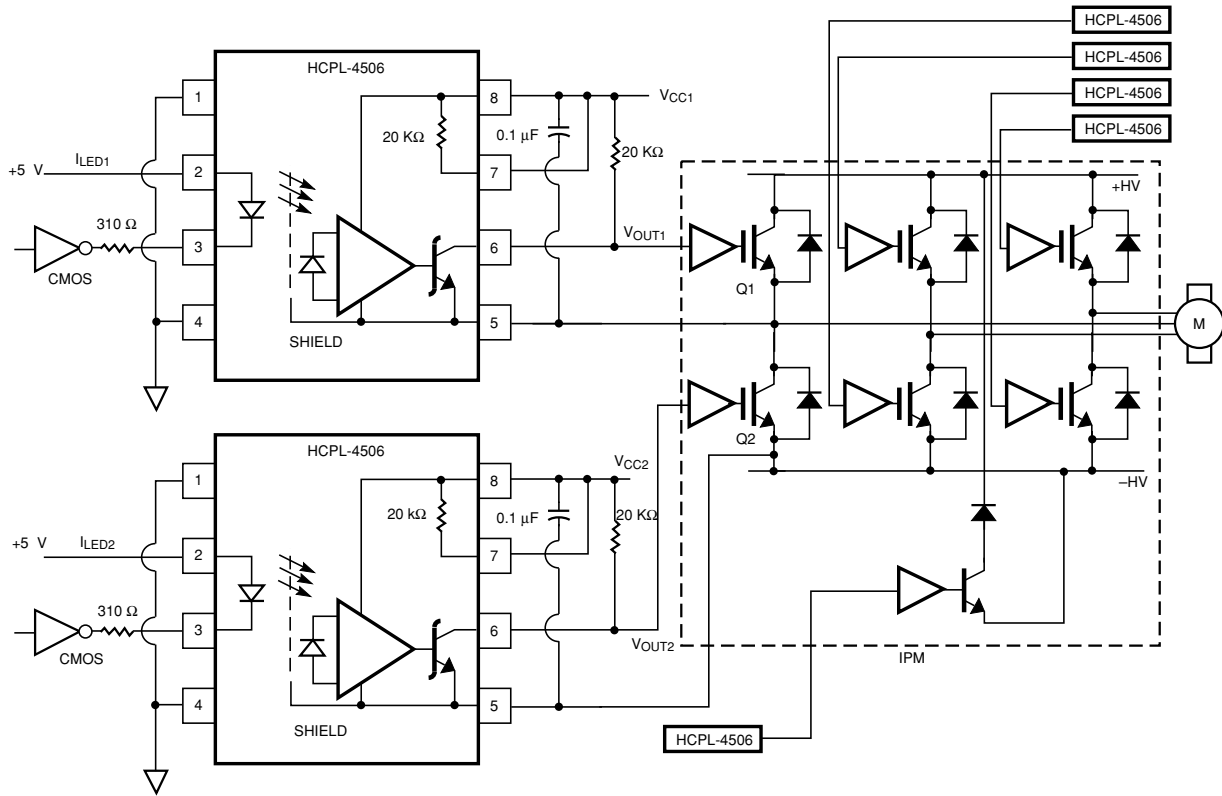 HCPL-4506
HCPL-4506
HCPL-4506
HCPL-4506
HCPL-4506
1
8
VCC1
20 KΩ
0.1 µF
20 KΩ
+5 V
ILED1
2
7
310 Ω
3
6
VOUT1
CMOS
4
5
SHIELD
+HV
Q1
M
HCPL-4506
1
8
VCC2
20 kΩ
0.1 µF
20 KΩ
+5 V
ILED2
2
7
310 Ω
3
6
VOUT2
CMOS
4
5
SHIELD
Q2
–HV
IPM
HCPL-4506